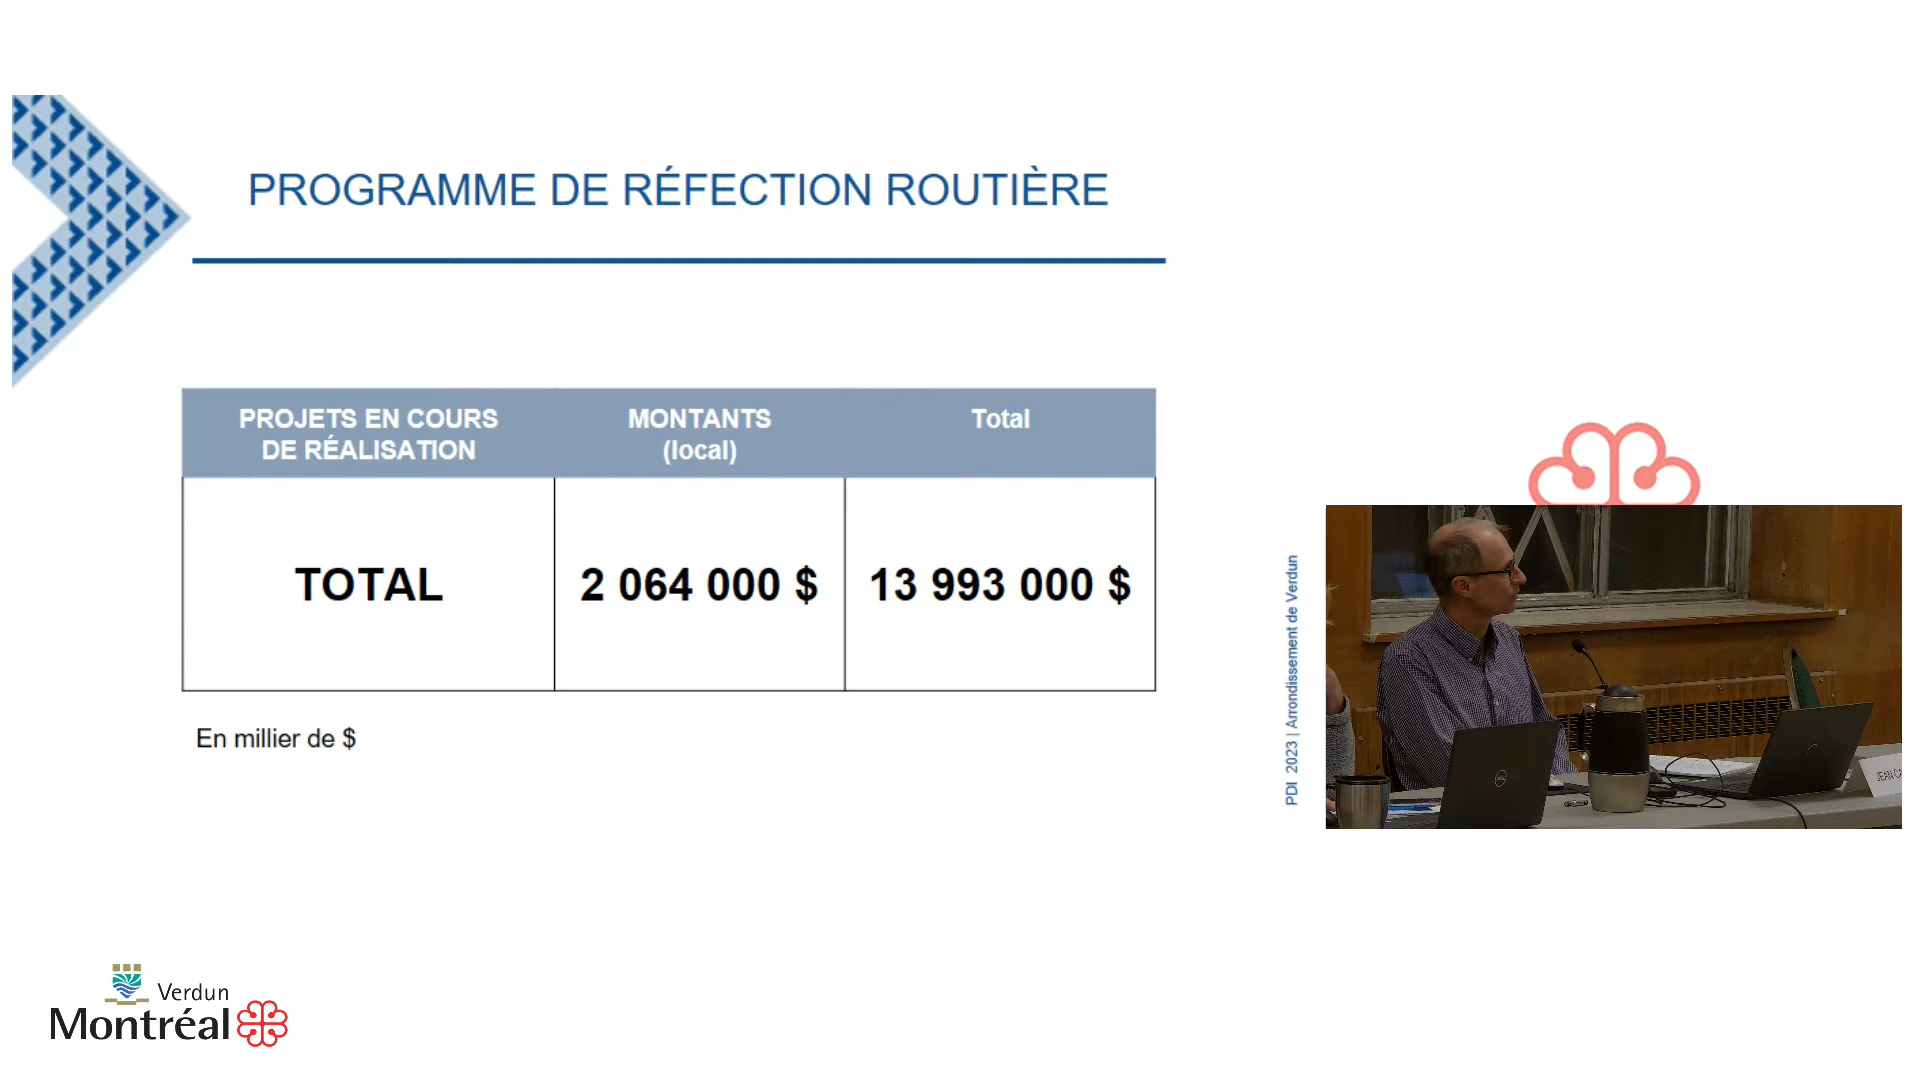 PROGRAMME DE RÉFECTION ROUTIÈRE
PROJETS EN COURS
DE RÉALISATION
MONTANTS
(local)
Total
TOTAL
2 064 000 $
13 993 000 $
En millier de $
PDI 2023 | Arrondissement de Verdun
JEAN
Verdun
Montréal